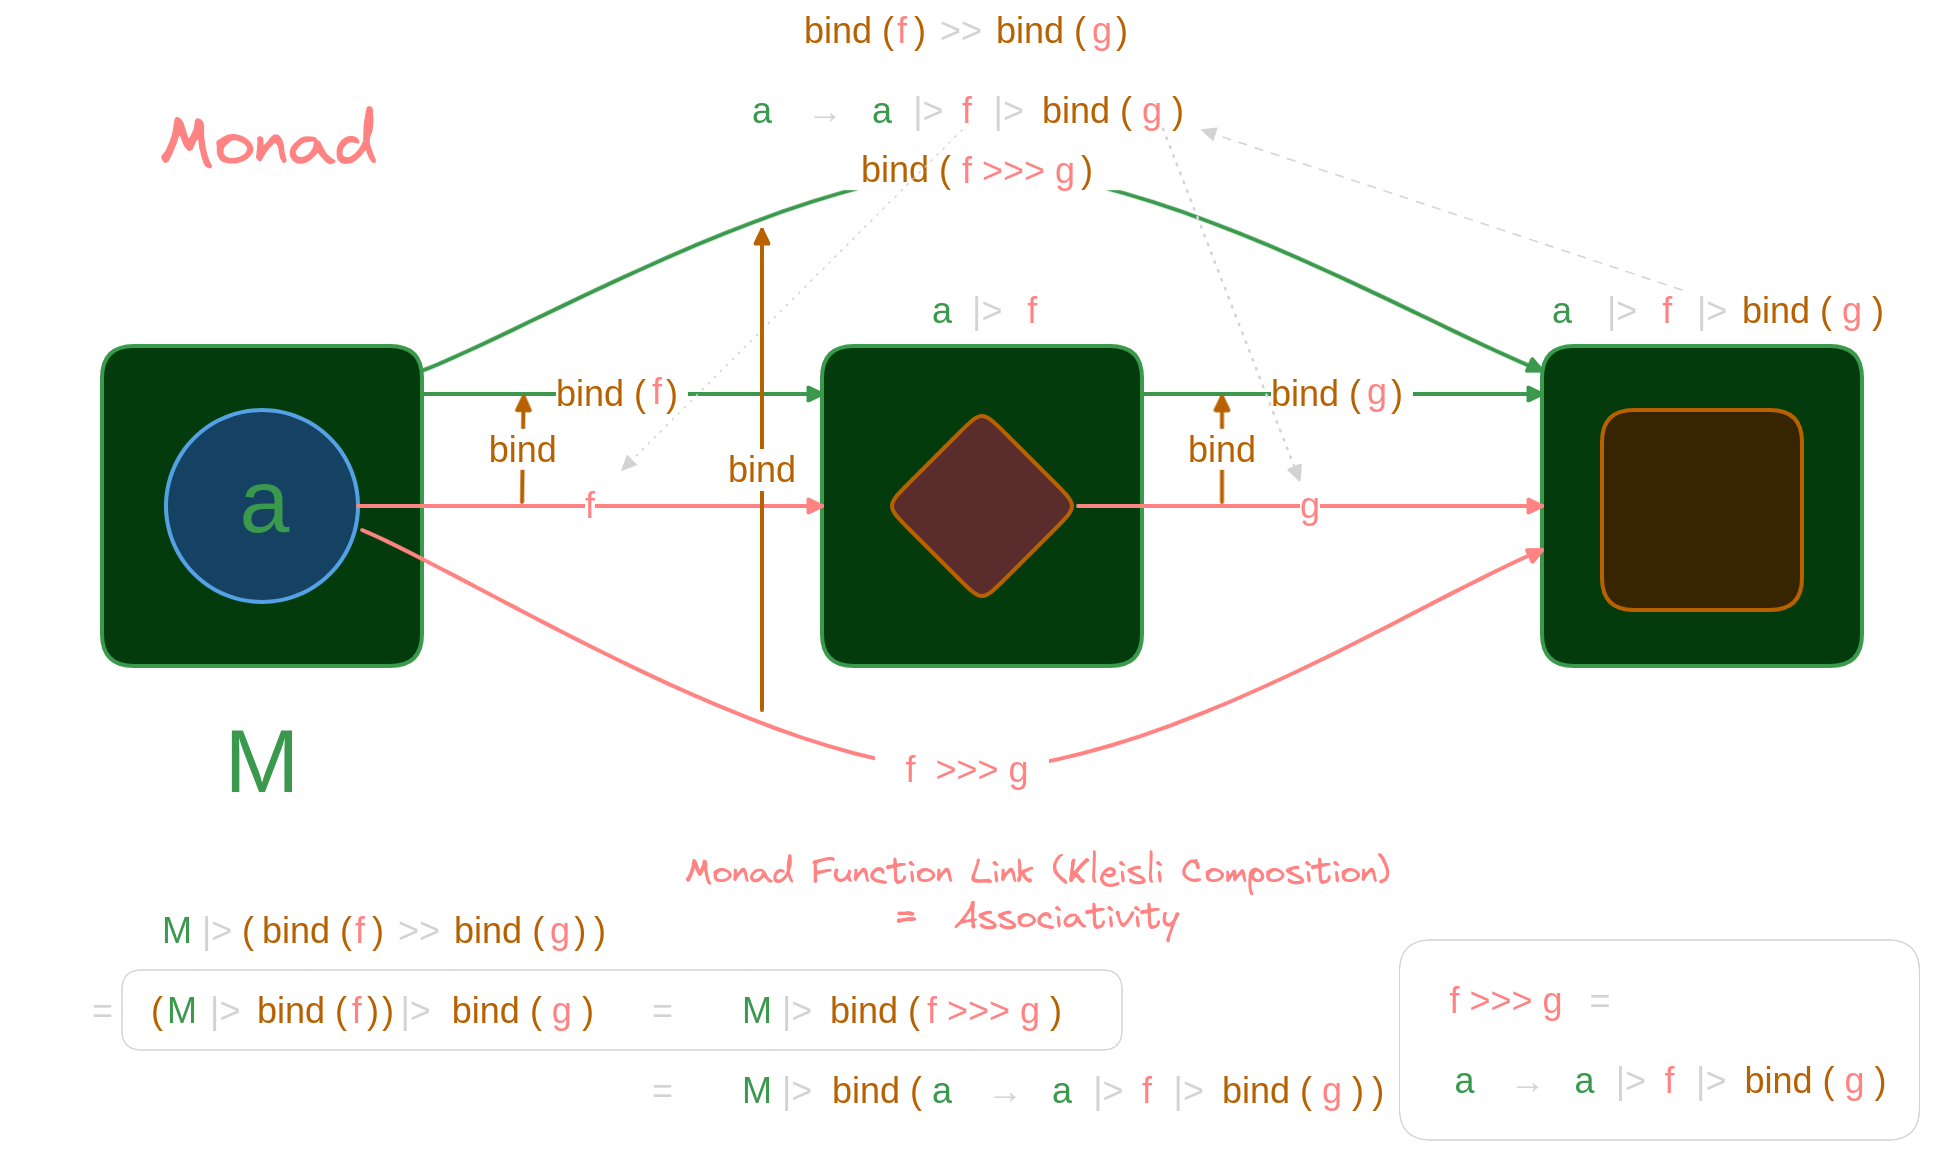 bind (f) >> bind (g)
a → a |> f |> bind ( g )
Monad
bind ( f >>> g )
a |> f
a |> f |> bind ( g )
bind (f)
bind (g)
bind
bind
bind
a
f
g
M
f >>> g
Monad Function Link (Kleisli Composition)
= Associativity
M |> ( bind (f) >> bind (g) )
= (M |> bind (f)) |> bind ( g ) = M |> bind ( f >>> g )
= M |> bind ( a → a |> f |> bind ( g ) )
f >>> g =
a → a |> f |> bind ( g )